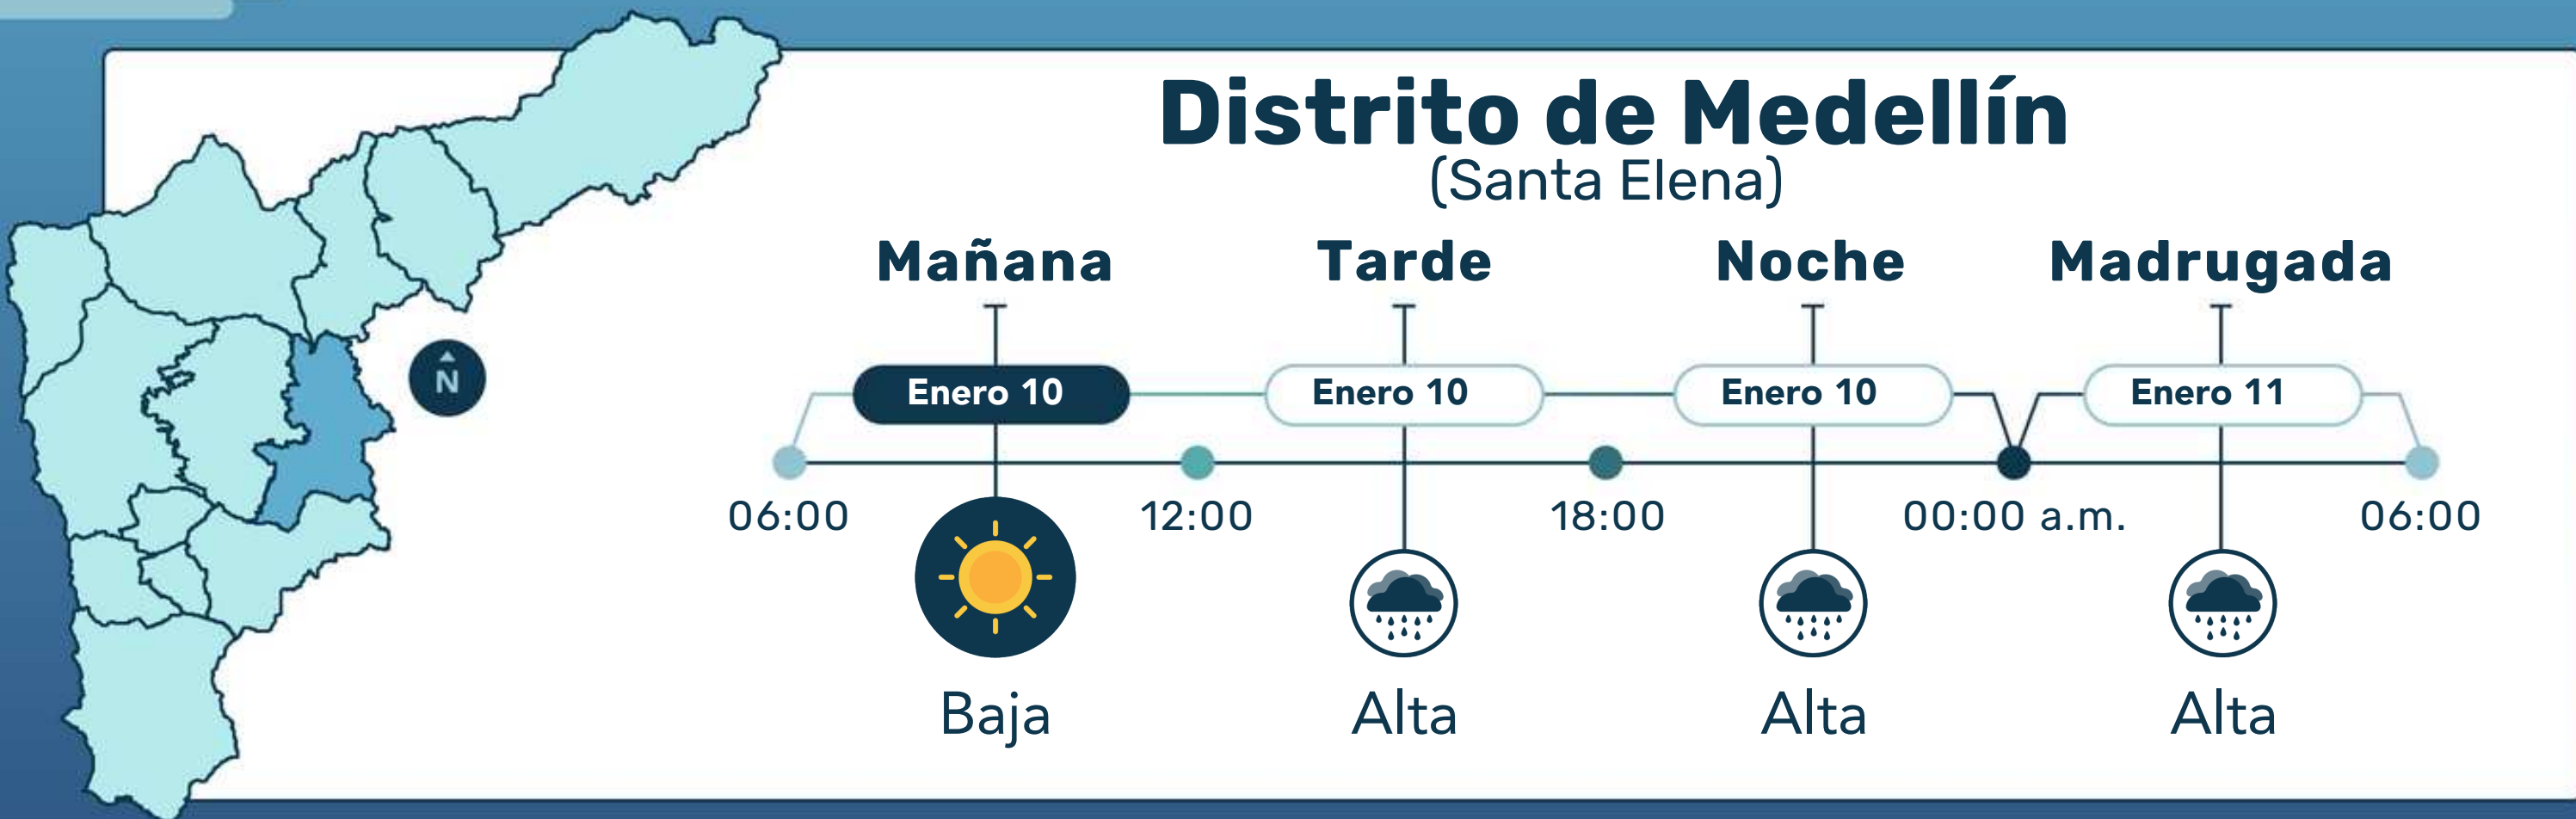 Distrito de Medellín
(Santa Elena)
Mañana Tarde Noche Madrugada
N
Enero 10 Enero 10 Enero 10 Enero 11
06:00 12:00 18:00 00:00 a.m. 06:00
Baja Alta Alta Alta